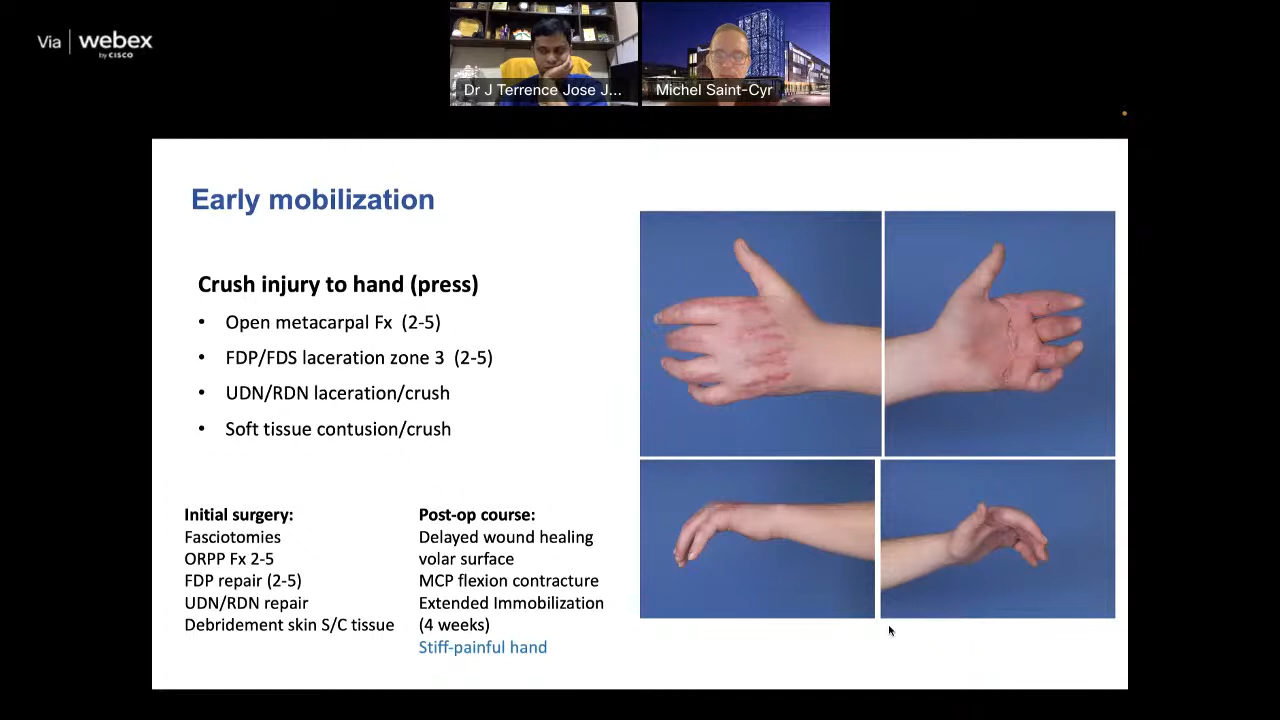 Via | webex
by CISCO
Dr J Terrence Jose J...
Michel Saint-Cyr
Early mobilization
Crush injury to hand (press)
• Open metacarpal Fx (2-5)
• FDP/FDS laceration zone 3 (2-5)
• UDN/RDN laceration/crush
• Soft tissue contusion/crush
Initial surgery:
Fasciotomies
ORPP Fx 2-5
FDP repair (2-5)
UDN/RDN repair
Debridement skin S/C tissue
Post-op course:
Delayed wound healing
volar surface
MCP flexion contracture
Extended Immobilization
(4 weeks)
Stiff-painful hand